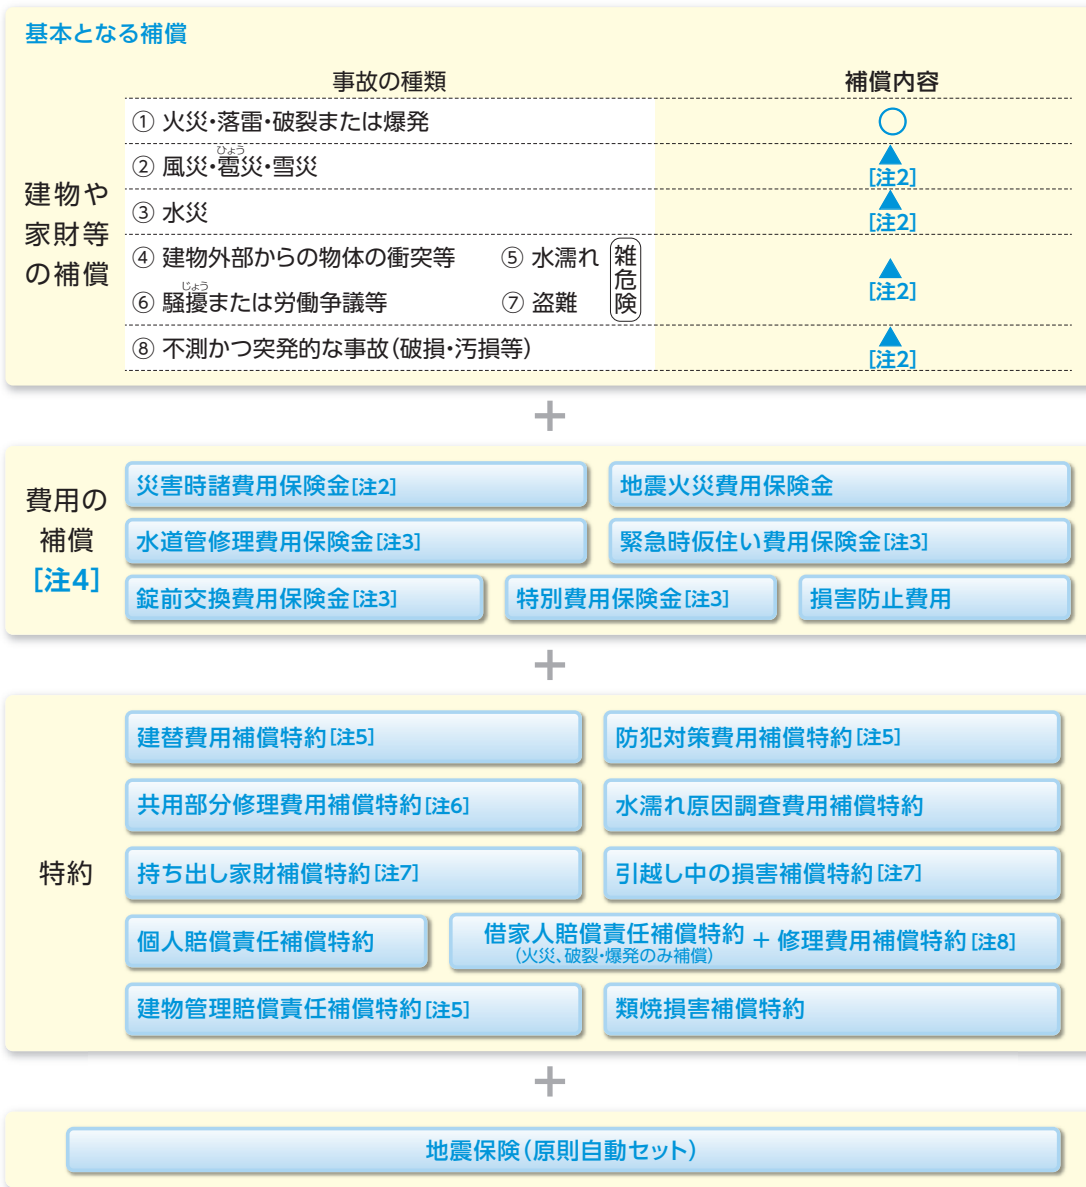 基本となる補償
事故の種類 補償内容
建物や
家財等
の補償
① 火災・落雷・破裂または爆発 ○
② 風災・雹災・雪災 ▲
ひょう
[注2]
③ 水災 ▲
[注2]
④ 建物外部からの物体の衝突等 ⑤ 水濡れ
⑥ 騒擾または労働争議等 ⑦ 盗難
じょう
雑危険
▲
[注2]
⑧ 不測かつ突発的な事故(破損・汚損等) ▲
[注2]
+
費用の
補償
[注4]
災害時諸費用保険金[注2] 地震火災費用保険金
水道管修理費用保険金[注3] 緊急時仮住い費用保険金[注3]
錠前交換費用保険金[注3] 特別費用保険金[注3] 損害防止費用
+
特約
建替費用補償特約[注5] 防犯対策費用補償特約[注5]
共用部分修理費用補償特約[注6] 水濡れ原因調査費用補償特約
持ち出し家財補償特約[注7] 引越し中の損害補償特約[注7]
個人賠償責任補償特約 借家人賠償責任補償特約 + 修理費用補償特約[注8]
(火災、破裂・爆発のみ補償)
建物管理賠償責任補償特約[注5] 類焼損害補償特約
+
地震保険(原則自動セット)